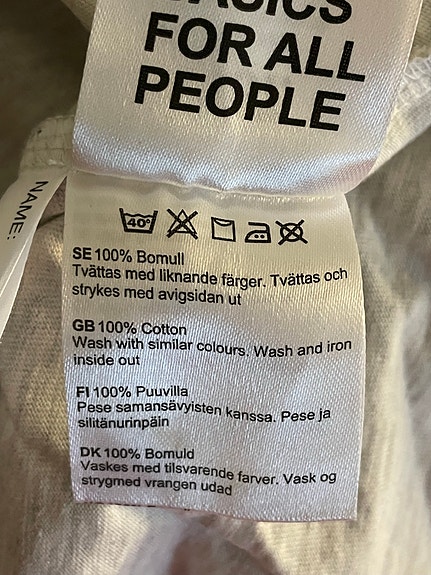 BASICS
FOR ALL
PEOPLE
NAME:
40°
SE 100% Bomull
Tvättas med liknande färger. Tvättas och
strykes med avigsidan ut
GB 100% Cotton
Wash with similar colours. Wash and iron
inside out
FI 100% Puuvilla
Pese samansävyisten kanssa. Pese ja
silitänurinpäin
DK 100% Bomuld
Vaskes med tilsvarende farver. Vask og
strygmed vrangen udad